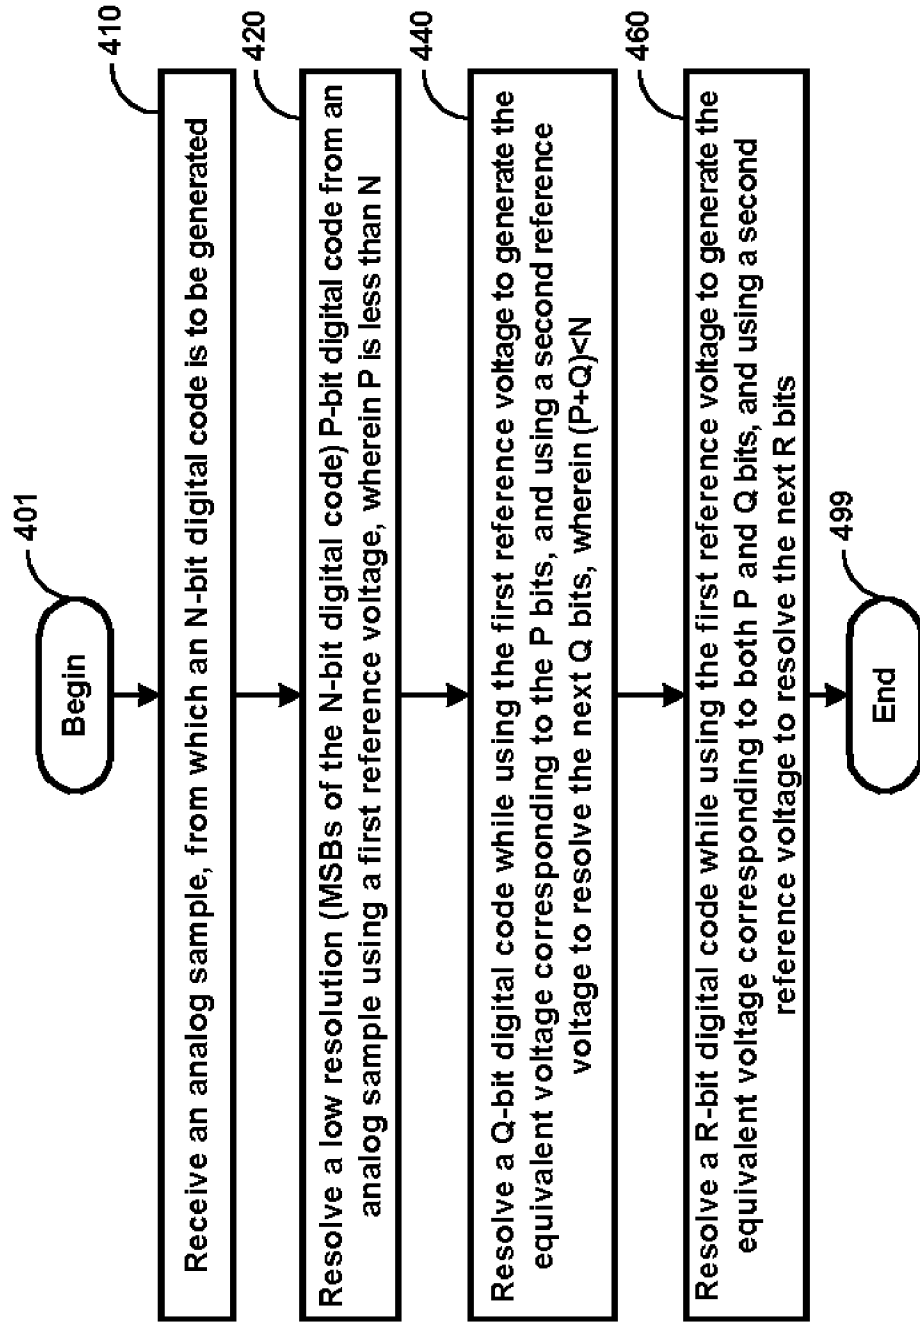 401
Begin
410
Receive an analog sample, from which an N-bit digital code is to be generated
420
Resolve a low resolution (MSBs of the N-bit digital code) P-bit digital code from an
analog sample using a first reference voltage, wherein P is less than N
440
Resolve a Q-bit digital code while using the first reference voltage to generate the
equivalent voltage corresponding to the P bits, and using a second reference
voltage to resolve the next Q bits, wherein (P+Q)<N
460
Resolve a R-bit digital code while using the first reference voltage to generate the
equivalent voltage corresponding to both P and Q bits, and using a second
reference voltage to resolve the next R bits
499
End